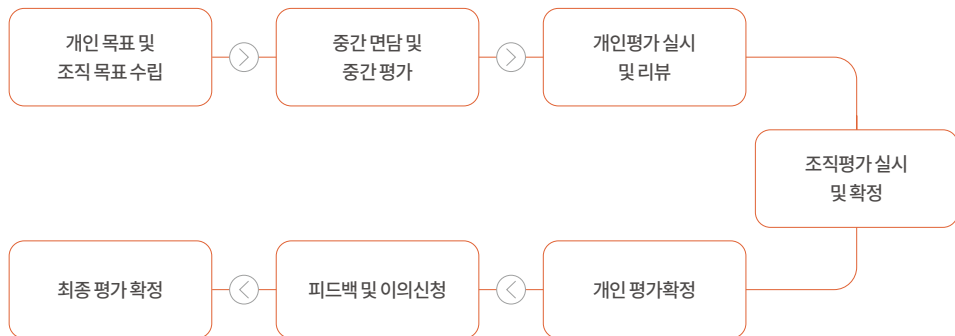 개인 목표 및
조직 목표 수립
중간 면담 및
중간 평가
개인평가 실시
및 리뷰
조직평가 실시
및 확정
개인 평가확정
피드백 및 이의신청
최종 평가 확정